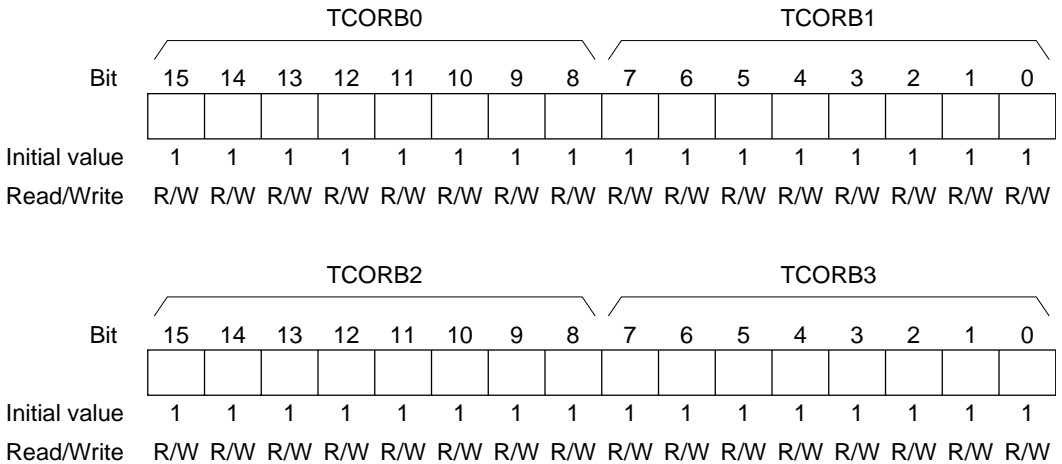 TCORB0 TCORB1
Bit 15 14 13 12 11 10 9 8 7 6 5 4 3 2 1 0
Initial value 1 1 1 1 1 1 1 1 1 1 1 1 1 1 1 1
Read/Write R/W R/W R/W R/W R/W R/W R/W R/W R/W R/W R/W R/W R/W R/W R/W R/W
TCORB2 TCORB3
Bit 15 14 13 12 11 10 9 8 7 6 5 4 3 2 1 0
Initial value 1 1 1 1 1 1 1 1 1 1 1 1 1 1 1 1
Read/Write R/W R/W R/W R/W R/W R/W R/W R/W R/W R/W R/W R/W R/W R/W R/W R/W